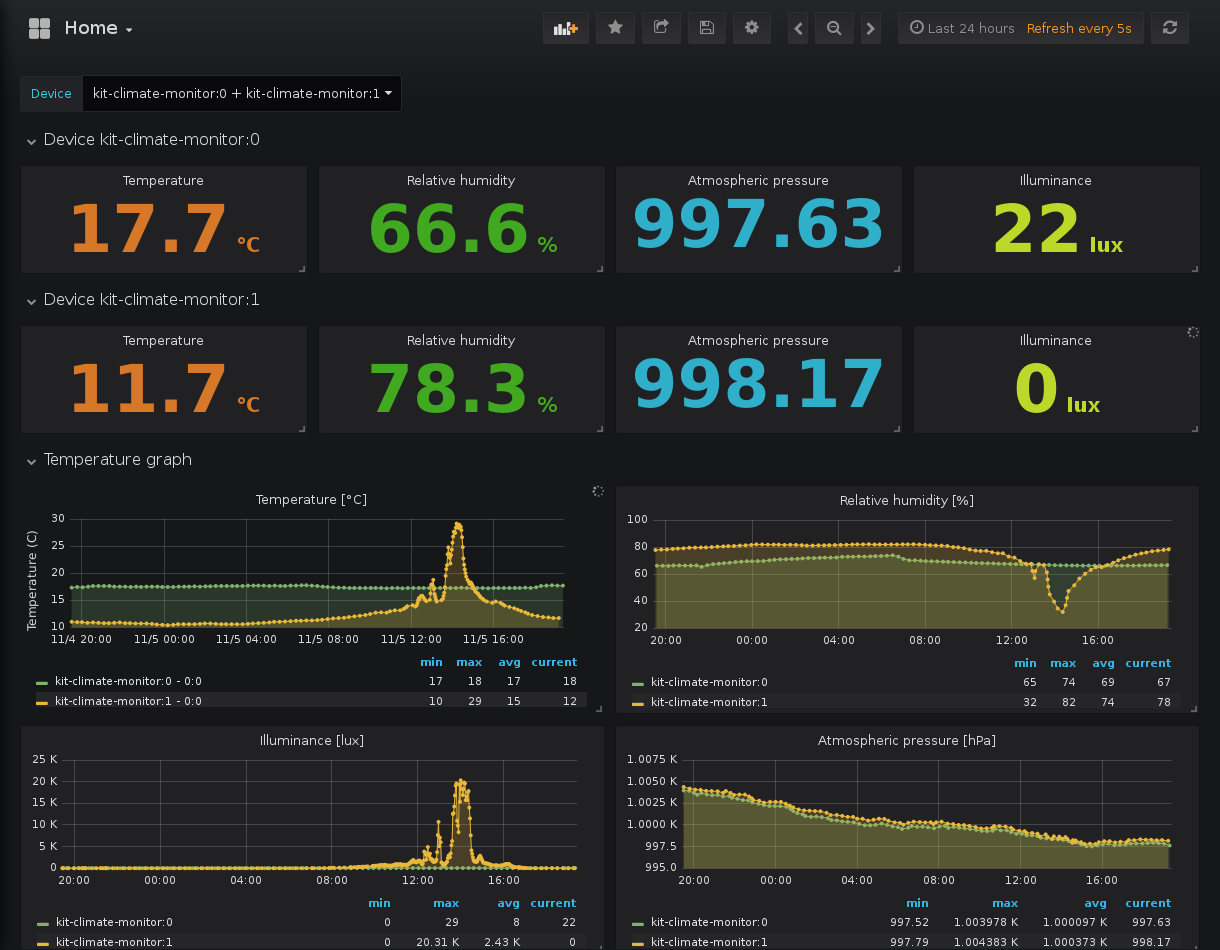 Home
Last 24 hours Refresh every 5s
Device kit-climate-monitor:0 + kit-climate-monitor:1
Device kit-climate-monitor:0
Temperature Relative humidity Atmospheric pressure Illuminance
17.7 °C 66.6 % 997.63 22 lux
Device kit-climate-monitor:1
Temperature Relative humidity Atmospheric pressure Illuminance
11.7 °C 78.3 % 998.17 0 lux
Temperature graph
Temperature [°C]
Temperature (C)
30
25
20
15
10
11/4 20:00 11/5 00:00 11/5 04:00 11/5 08:00 11/5 12:00 11/5 16:00
min max avg current
kit-climate-monitor:0 - 0:0 17 18 17 18
kit-climate-monitor:1 - 0:0 10 29 15 12
Relative humidity [%]
100
80
60
40
20
20:00 00:00 04:00 08:00 12:00 16:00
min max avg current
kit-climate-monitor:0 65 74 69 67
kit-climate-monitor:1 32 82 74 78
Illuminance [lux]
25 K
20 K
15 K
10 K
5 K
0
20:00 00:00 04:00 08:00 12:00 16:00
min max avg current
kit-climate-monitor:0 0 29 8 22
kit-climate-monitor:1 0 20.31 K 2.43 K 0
Atmospheric pressure [hPa]
1.0075 K
1.0050 K
1.0025 K
1.0000 K
997.5
995.0
20:00 00:00 04:00 08:00 12:00 16:00
min max avg current
kit-climate-monitor:0 997.52 1.003978 K 1.000097 K 997.63
kit-climate-monitor:1 997.79 1.004383 K 1.000373 K 998.17